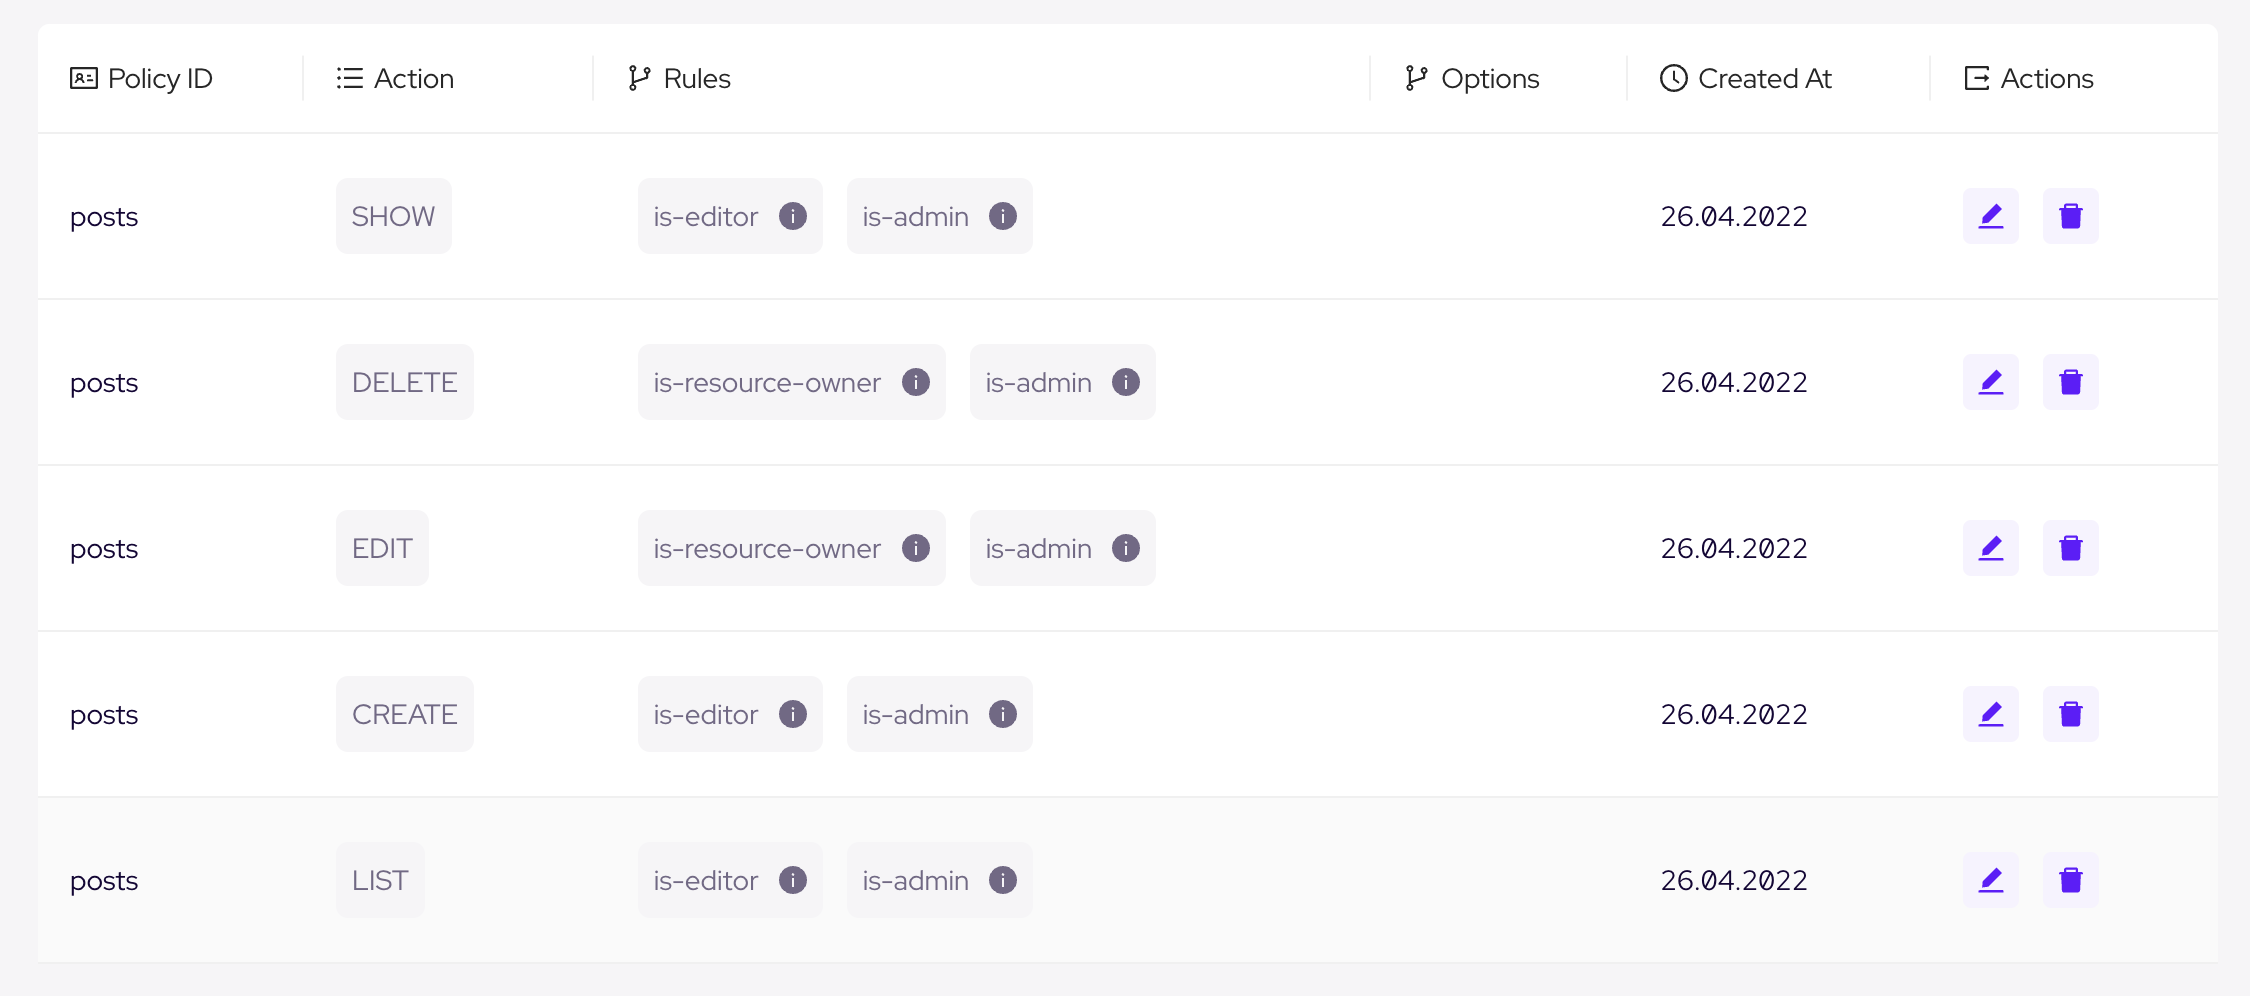 Policy ID Action Rules Options Created At Actions
posts SHOW is-editor is-admin 26.04.2022
posts DELETE is-resource-owner is-admin 26.04.2022
posts EDIT is-resource-owner is-admin 26.04.2022
posts CREATE is-editor is-admin 26.04.2022
posts LIST is-editor is-admin 26.04.2022